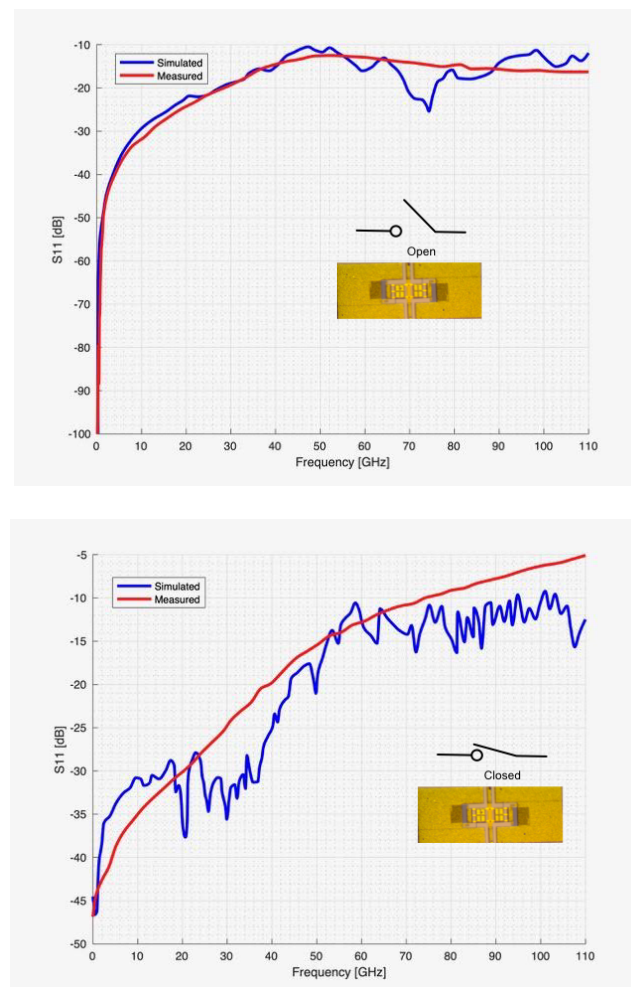 -10
-20
-30
-40
-50
-60
-70
-80
-90
-100
S11 [dB]
Simulated
Measured
Open
0 10 20 30 40 50 60 70 80 90 100 110
Frequency [GHz]
-5
-10
-15
-20
-25
-30
-35
-40
-45
-50
S11 [dB]
Simulated
Measured
Closed
0 10 20 30 40 50 60 70 80 90 100 110
Frequency [GHz]